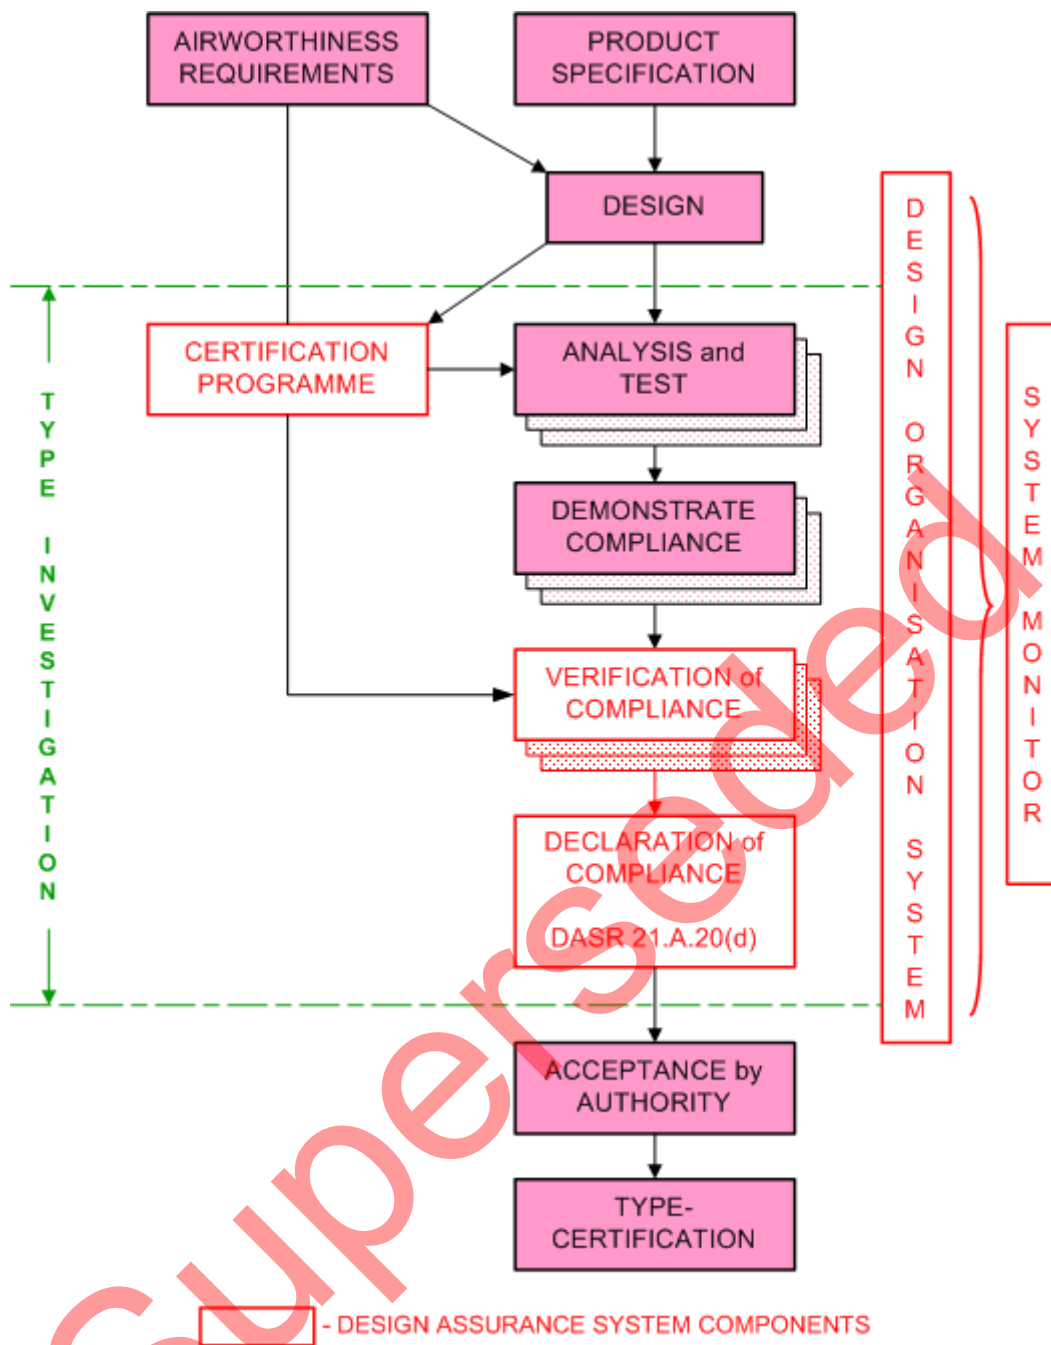 AIRWORTHINESS
REQUIREMENTS
PRODUCT
SPECIFICATION
DESIGN
CERTIFICATION
PROGRAMME
ANALYSIS and
TEST
DEMONSTRATE
COMPLIANCE
VERIFICATION of
COMPLIANCE
DECLARATION of
COMPLIANCE
DASR 21.A.20(d)
ACCEPTANCE by
AUTHORITY
TYPE-
CERTIFICATION
TYPE INVESTIGATION
DESIGN ORGANISATION SYSTEM
SYSTEM MONITOR
- DESIGN ASSURANCE SYSTEM COMPONENTS
Superseded